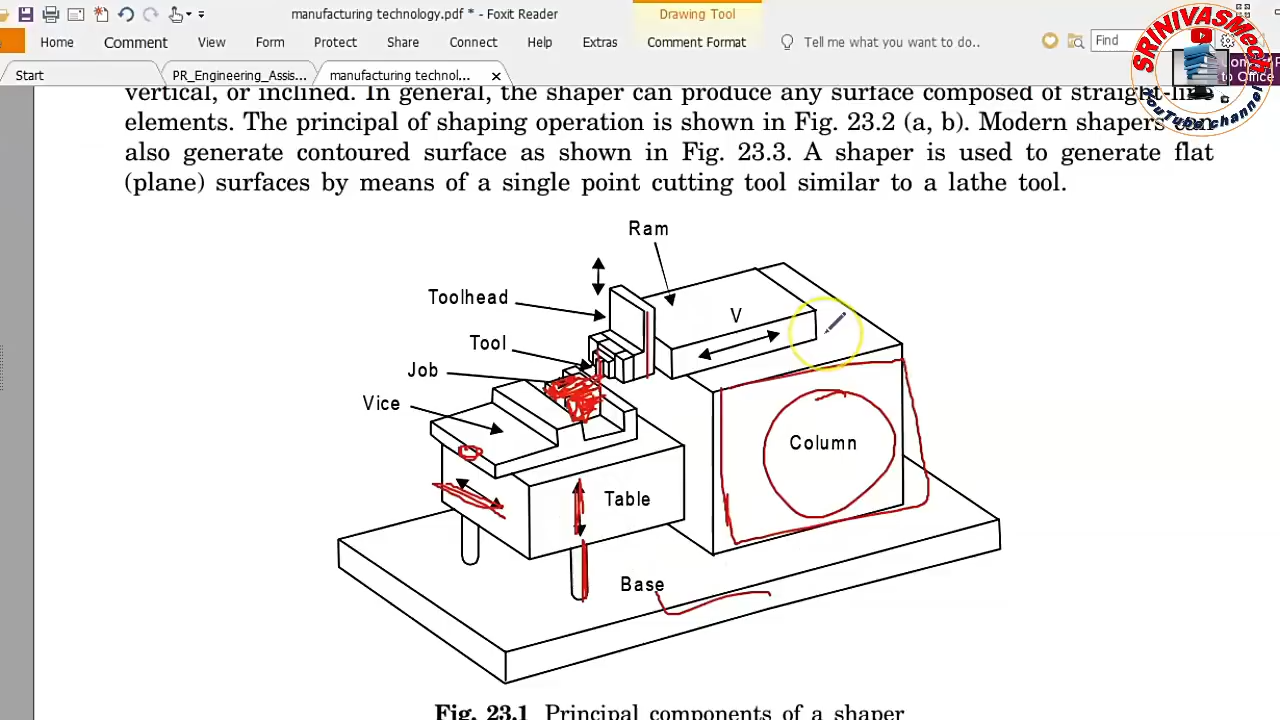 manufacturing technology.pdf * - Foxit Reader
Drawing Tool
Home
Comment
View
Form
Protect
Share
Connect
Help
Extras
Comment Format
Tell me what you want to do..
Find
SRINIVASMech
YouTube channel
to Office
Start
PR_Engineering_Assis...
manufacturing technol...
vertical, or inclined. In general, the shaper can produce any surface composed of straight-line
elements. The principal of shaping operation is shown in Fig. 23.2 (a, b). Modern shapers
also generate contoured surface as shown in Fig. 23.3. A shaper is used to generate flat
(plane) surfaces by means of a single point cutting tool similar to a lathe tool.
Ram
Toolhead
V
Tool
Job
Vice
Column
Table
Base
Fig. 23.1 Principal components of a shaper